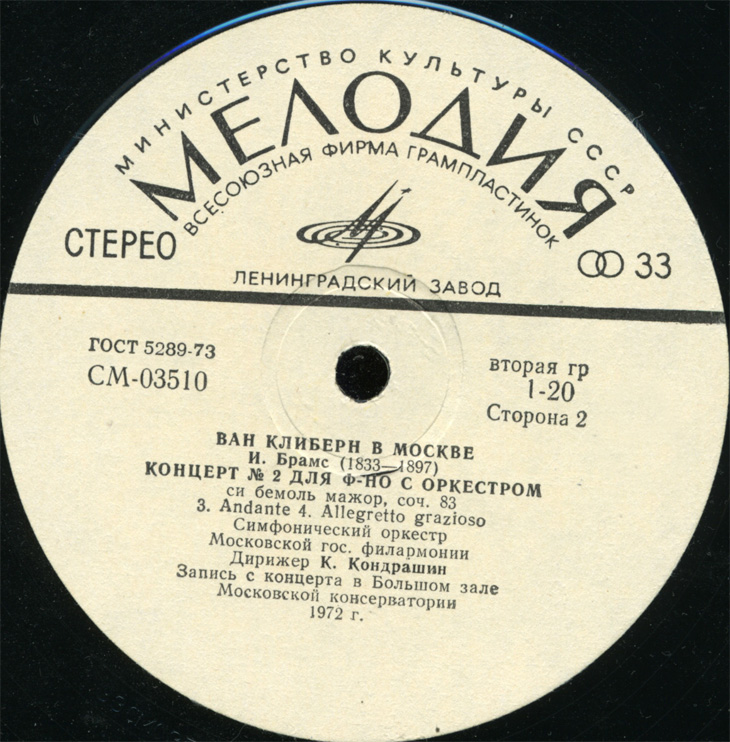 МИНИСТЕРСТВО КУЛЬТУРЫ СССР
МЕЛОДИЯ
ВСЕСОЮЗНАЯ ФИРМА ГРАМПЛАСТИНОК
СТЕРЕО
33
ЛЕНИНГРАДСКИЙ ЗАВОД
ГОСТ 5289-73
СМ-03510
вторая гр
1-20
Сторона 2
ВАН КЛИБЕРН В МОСКВЕ
И. Брамс (1833—1897)
КОНЦЕРТ № 2 ДЛЯ Ф-НО С ОРКЕСТРОМ
си бемоль мажор, соч. 83
3. Andante 4. Allegretto grazioso
Симфонический оркестр
Московской гос. филармонии
Дирижер К. Кондрашин
Запись с концерта в Большом зале
Московской консерватории
1972 г.